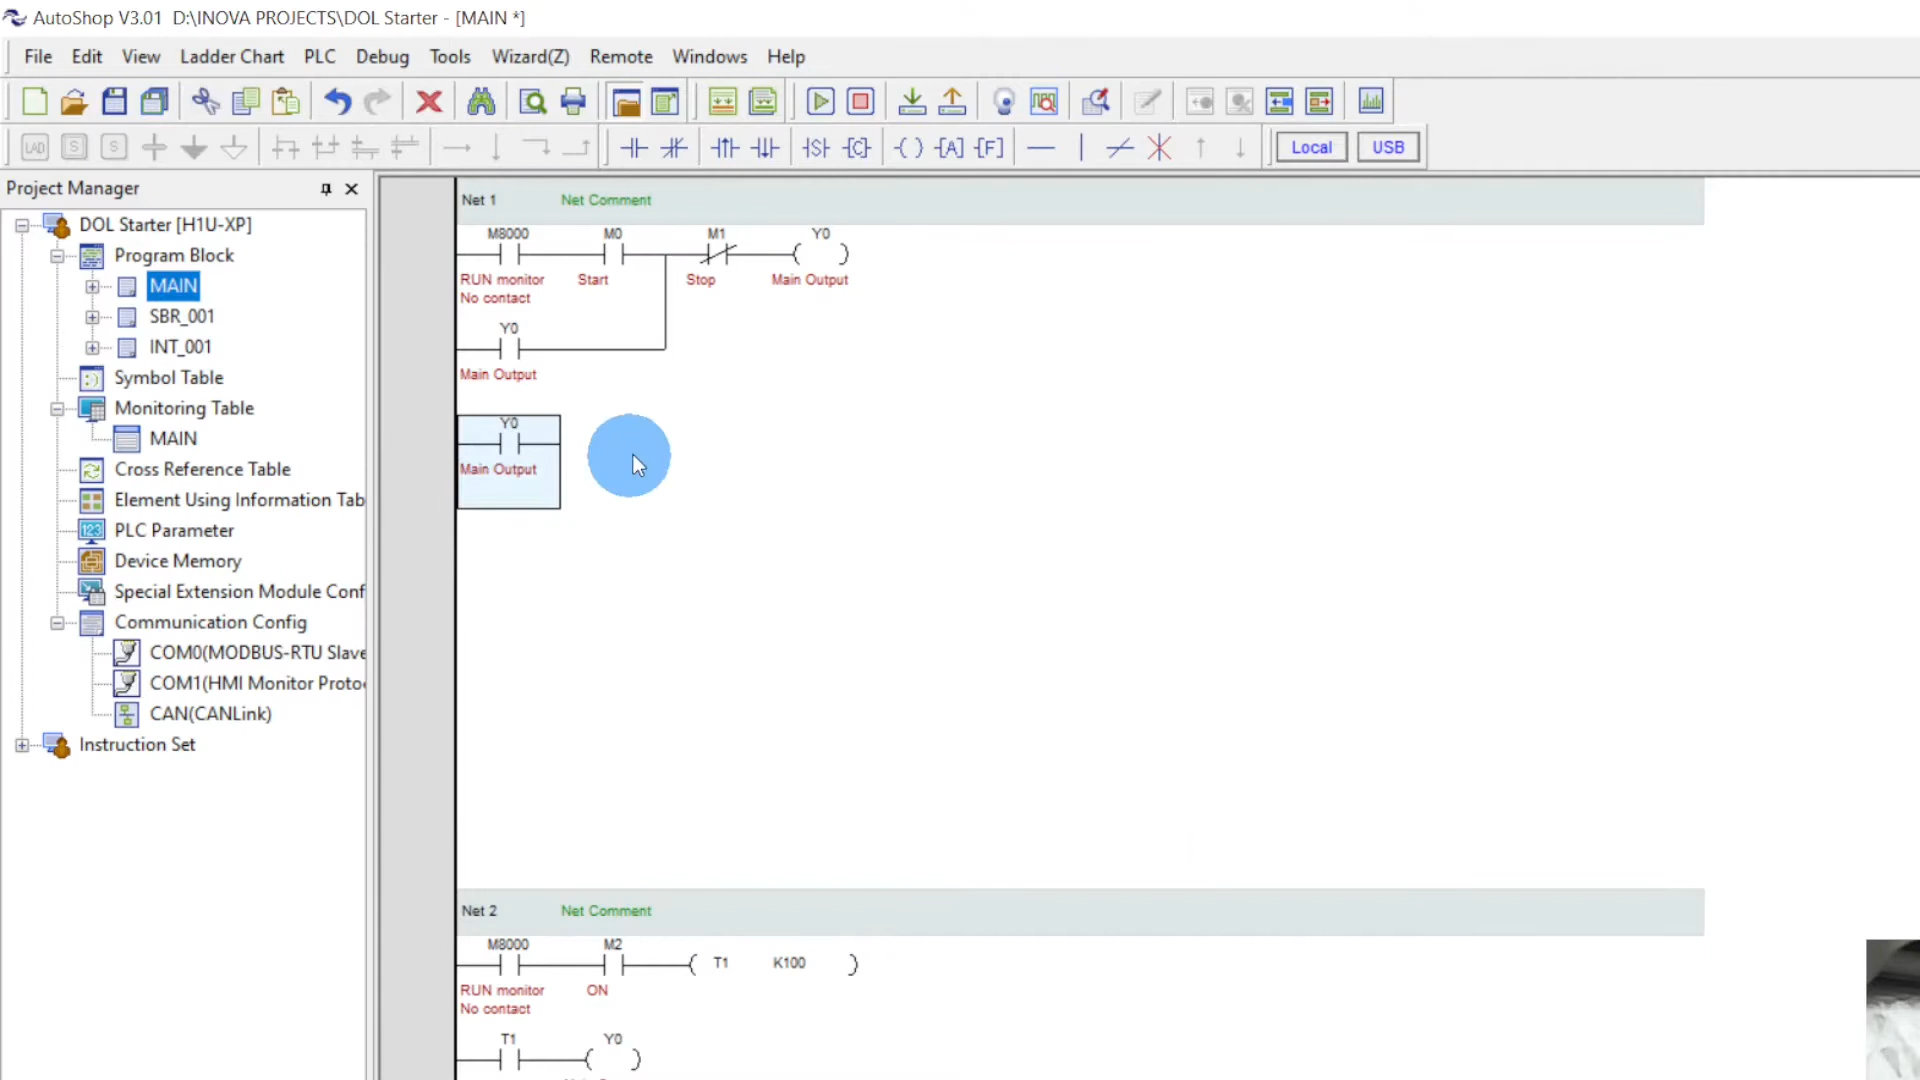 AutoShop V3.01 D:\INOVA PROJECTS\DOL Starter - [MAIN *]
File Edit View Ladder Chart PLC Debug Tools Wizard(Z) Remote Windows Help
LAD S S S C ( ) [A] [F] Local USB
Project Manager
DOL Starter [H1U-XP]
Program Block
MAIN
SBR_001
INT_001
Symbol Table
Monitoring Table
MAIN
Cross Reference Table
Element Using Information Tab
PLC Parameter
123
Device Memory
Special Extension Module Conf
Communication Config
COM0(MODBUS-RTU Slave
COM1(HMI Monitor Proto
CAN(CANLink)
Instruction Set
Net 1 Net Comment
M8000 M0 M1 Y0
RUN monitor Start Stop Main Output
No contact
Y0
Main Output
Y0
Main Output
Net 2 Net Comment
M8000 M2
T1 K100
RUN monitor ON
No contact
T1 Y0